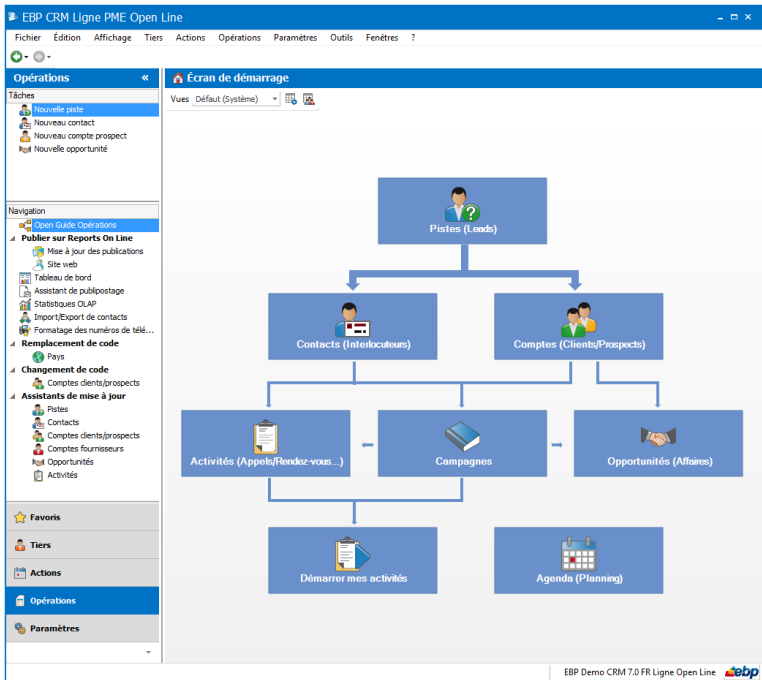 EBP CRM Ligne PME Open Line
Fichier Édition Affichage Tiers Actions Opérations Paramètres Outils Fenêtres ?
Opérations «
Tâches
Nouvelle piste
Nouveau contact
Nouveau compte prospect
Nouvelle opportunité
Navigation
Open Guide Opérations
Publier sur Reports On Line
Mise à jour des publications
Site web
Tableau de bord
Assistant de publipostage
Statistiques OLAP
Import/Export de contacts
Formatage des numéros de télé...
Remplacement de code
Pays
Changement de code
Comptes clients/prospects
Assistants de mise à jour
Pistes
Contacts
Comptes clients/prospects
Comptes fournisseurs
Opportunités
Activités
Favoris
Tiers
Actions
Opérations
Paramètres
Écran de démarrage
Vues Défaut (Système)
Pistes (Leads)
Contacts (Interlocuteurs)
Comptes (Clients/Prospects)
Activités (Appels/Rendez-vous...)
Campagnes
Opportunités (Affaires)
Démarrer mes activités
Agenda (Planning)
EBP Demo CRM 7.0 FR Ligne Open Line
ebp